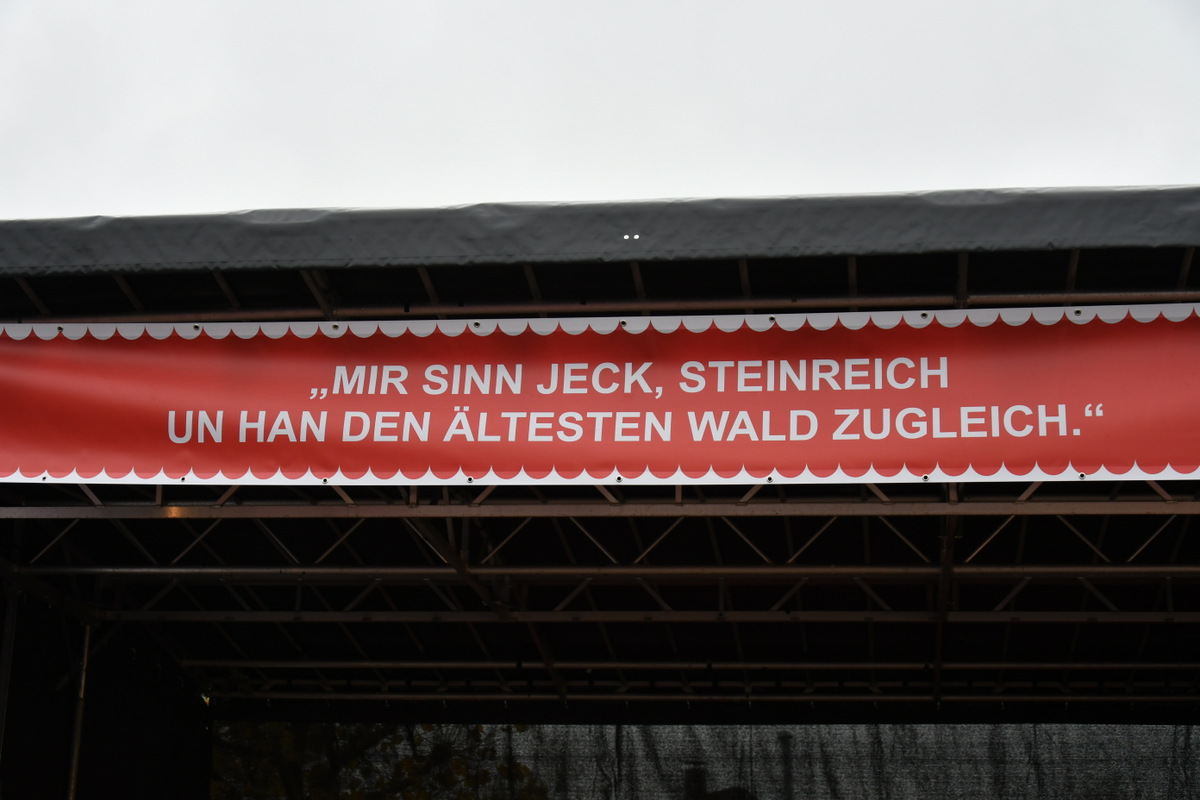 „MIR SINN JECK, STEINREICH
UN HAN DEN ÄLTESTEN WALD ZUGLEICH.“